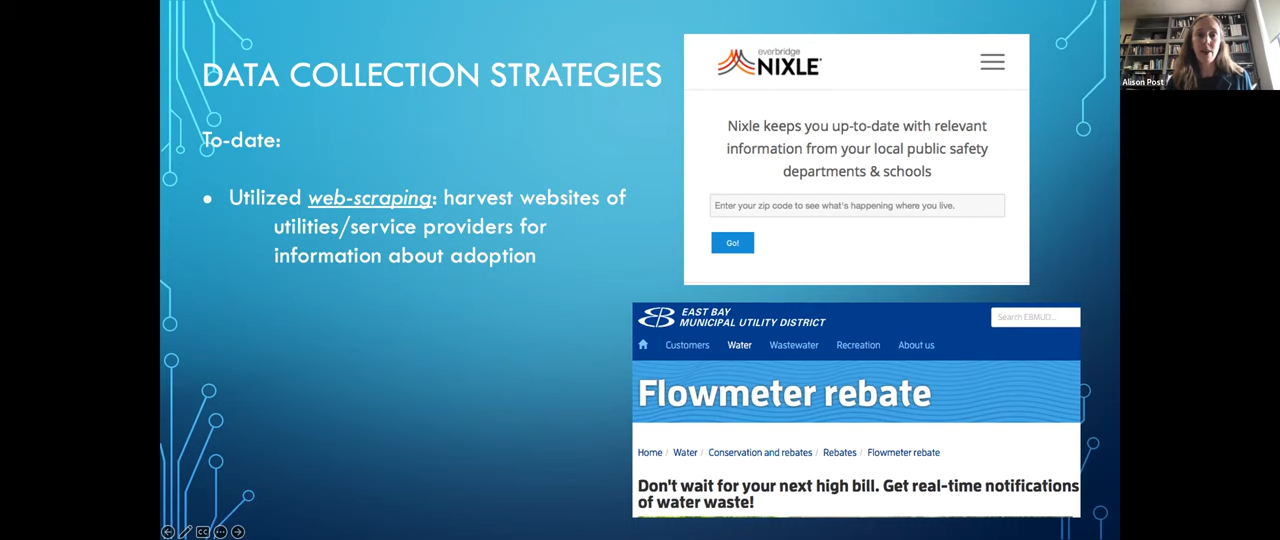 DATA COLLECTION STRATEGIES
To-date:
• Utilized web-scraping: harvest websites of
utilities/service providers for
information about adoption
everbridge
NIXLE
Nixle keeps you up-to-date with relevant
information from your local public safety
departments & schools
Enter your zip code to see what's happening where you live.
Go!
EAST BAY
MUNICIPAL UTILITY DISTRICT
Search EBMUD...
Customers Water Wastewater Recreation About us
Flowmeter rebate
Home / Water / Conservation and rebates / Rebates / Flowmeter rebate
Don't wait for your next high bill. Get real-time notifications
of water waste!
Alison Post
CC